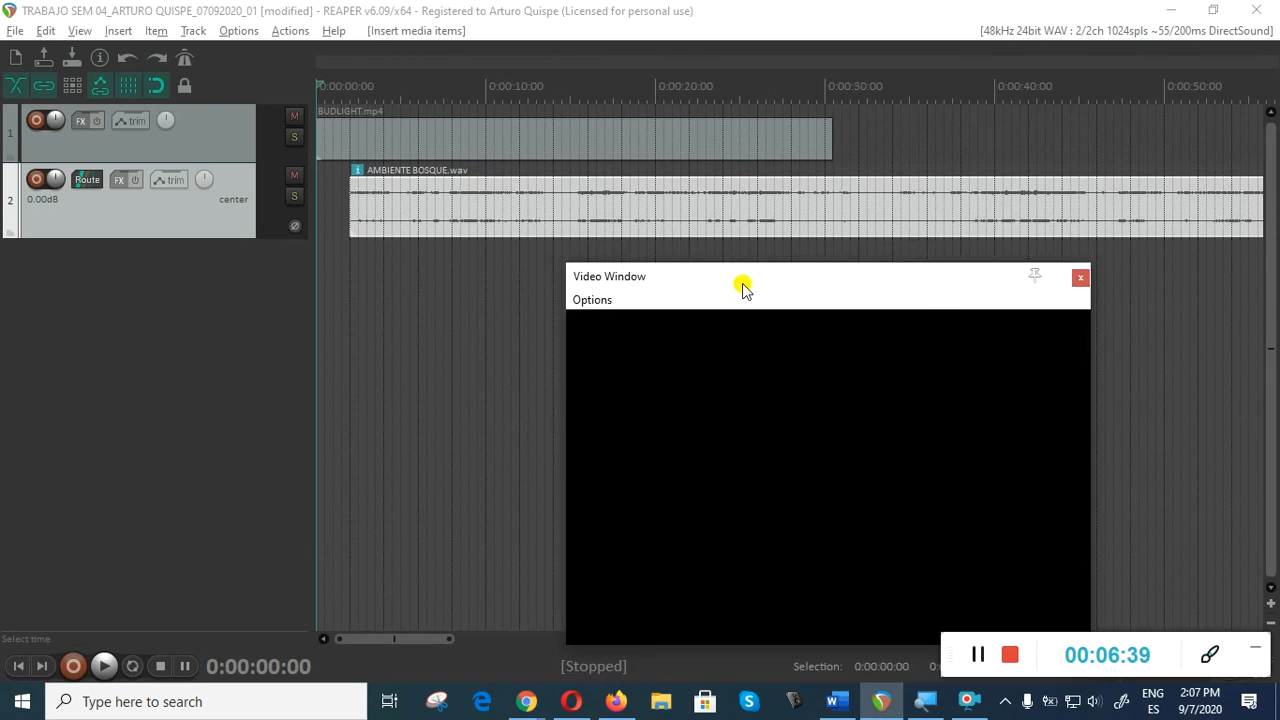 TRABAJO SEM 04_ARTURO QUISPE_07092020_01 [modified] - REAPER v6.09/x64 - Registered to Arturo Quispe (Licensed for personal use)
File Edit View Insert Item Track Options Actions Help [Insert media items] [48kHz 24bit WAV : 2/2ch 1024spls ~55/200ms DirectSound]
0:00:00:00 0:00:10:00 0:00:20:00 0:00:30:00 0:00:40:00 0:00:50:00
BUDLIGHT.mp4
1 FX trim M
S
AMBIENTE BOSQUE.wav
2 Route FX trim M
0.00dB center S
Video Window
Options
Select time
0:00:00:00 [Stopped] Selection: 0:00:00:00
00:06:39
Type here to search
ENG 2:07 PM
ES 9/7/2020